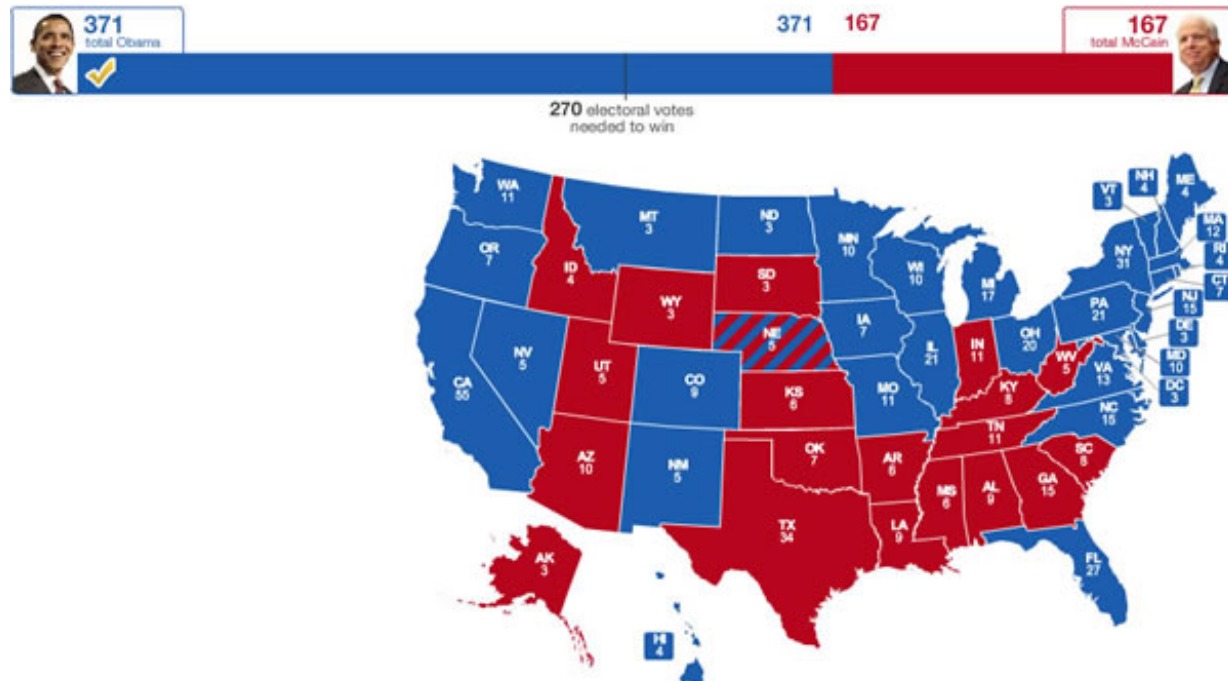 371
total Obama
371 167
167
total McCain
270 electoral votes
needed to win
WA
11
OR
7
CA
55
NV
5
ID
4
MT
3
WY
3
UT
5
AZ
10
CO
9
NM
5
ND
3
SD
3
NE
5
KS
6
OK
7
TX
34
MN
10
IA
7
MO
11
AR
6
LA
9
WI
10
IL
21
MI
17
IN
11
OH
20
KY
8
TN
11
MS
6
AL
9
GA
15
FL
27
SC
8
NC
15
VA
13
WV
5
PA
21
NY
31
VT
3
NH
4
ME
4
MA
12
RI
4
CT
7
NJ
15
DE
3
MD
10
DC
3
AK
3
HI
4